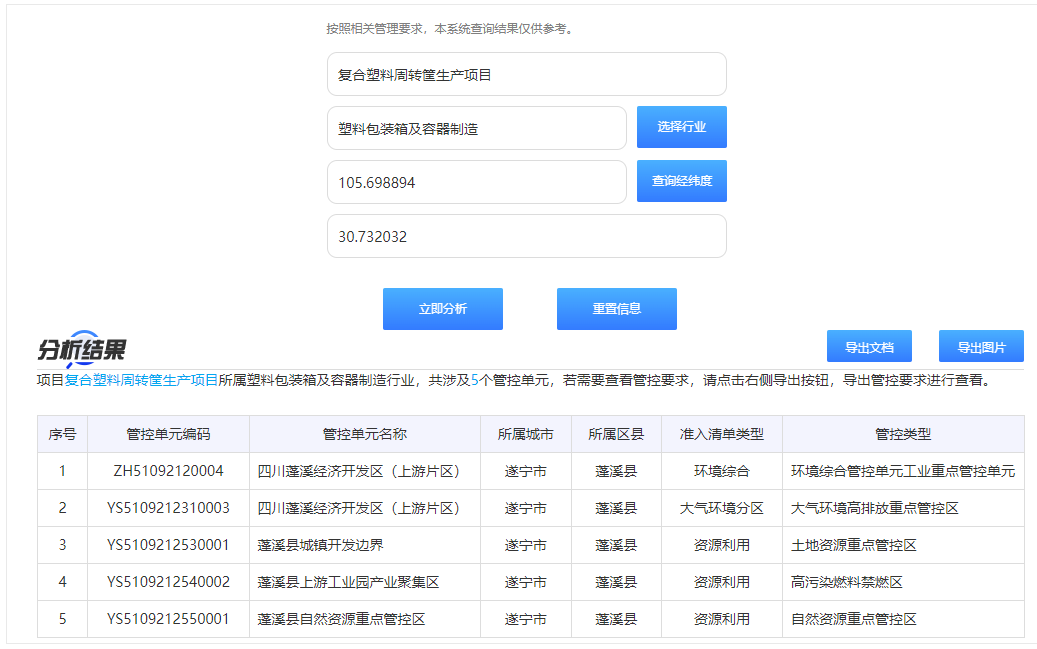 按照相关管理要求，本系统查询结果仅供参考。
复合塑料周转筐生产项目
塑料包装箱及容器制造 选择行业
105.698894 查询经纬度
30.732032
立即分析 重置信息
分析结果 导出文档 导出图片
项目复合塑料周转筐生产项目所属塑料包装箱及容器制造行业，共涉及5个管控单元，若需要查看管控要求，请点击右侧导出按钮，导出管控要求进行查看。
序号 管控单元编码 管控单元名称 所属城市 所属区县 准入清单类型 管控类型
1 ZH51092120004 四川蓬溪经济开发区（上游片区） 遂宁市 蓬溪县 环境综合 环境综合管控单元工业重点管控单元
2 YS5109212310003 四川蓬溪经济开发区（上游片区） 遂宁市 蓬溪县 大气环境分区 大气环境高排放重点管控区
3 YS5109212530001 蓬溪县城镇开发边界 遂宁市 蓬溪县 资源利用 土地资源重点管控区
4 YS5109212540002 蓬溪县上游工业园产业聚集区 遂宁市 蓬溪县 资源利用 高污染燃料禁燃区
5 YS5109212550001 蓬溪县自然资源重点管控区 遂宁市 蓬溪县 资源利用 自然资源重点管控区